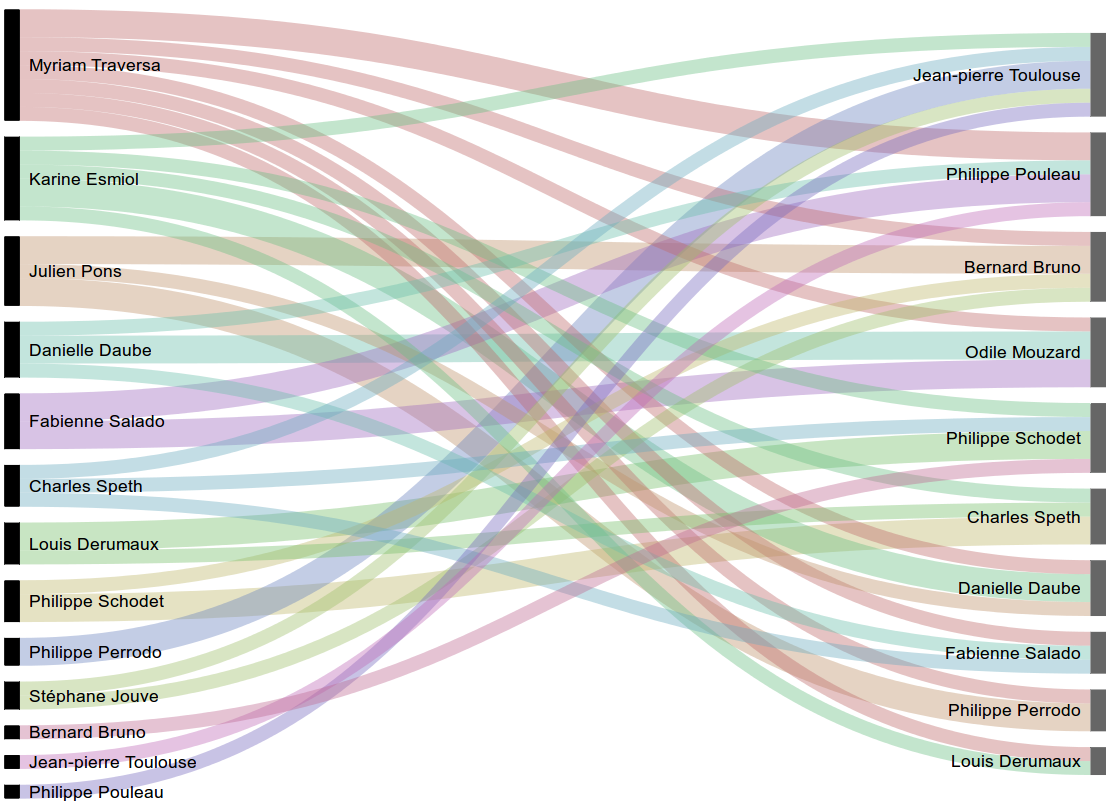 Myriam Traversa
Karine Esmiol
Julien Pons
Danielle Daube
Fabienne Salado
Charles Speth
Louis Derumaux
Philippe Schodet
Philippe Perrodo
Stéphane Jouve
Bernard Bruno
Jean-pierre Toulouse
Philippe Pouleau
Jean-pierre Toulouse
Philippe Pouleau
Bernard Bruno
Odile Mouzard
Philippe Schodet
Charles Speth
Danielle Daube
Fabienne Salado
Philippe Perrodo
Louis Derumaux